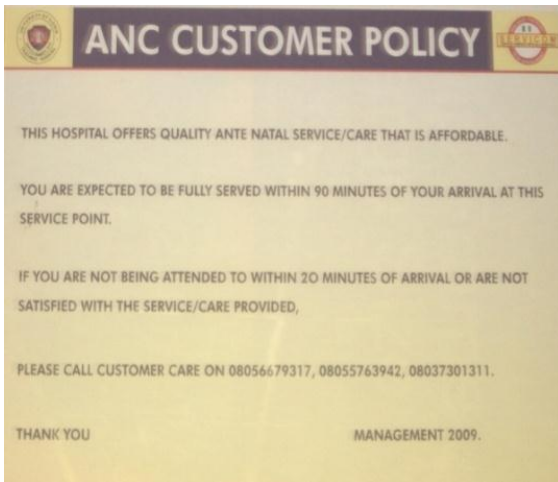 ANC CUSTOMER POLICY
SERVICOM
THIS HOSPITAL OFFERS QUALITY ANTE NATAL SERVICE/CARE THAT IS AFFORDABLE.
YOU ARE EXPECTED TO BE FULLY SERVED WITHIN 90 MINUTES OF YOUR ARRIVAL AT THIS
SERVICE POINT.
IF YOU ARE NOT BEING ATTENDED TO WITHIN 20 MINUTES OF ARRIVAL OR ARE NOT
SATISFIED WITH THE SERVICE/CARE PROVIDED,
PLEASE CALL CUSTOMER CARE ON 08056679317, 08055763942, 08037301311.
THANK YOU MANAGEMENT 2009.